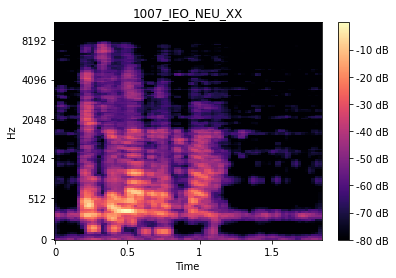 1007_IEO_NEU_XX
8192
4096
2048
1024
512
0
Hz
0
0.5
1
1.5
Time
-10 dB
-20 dB
-30 dB
-40 dB
-50 dB
-60 dB
-70 dB
-80 dB